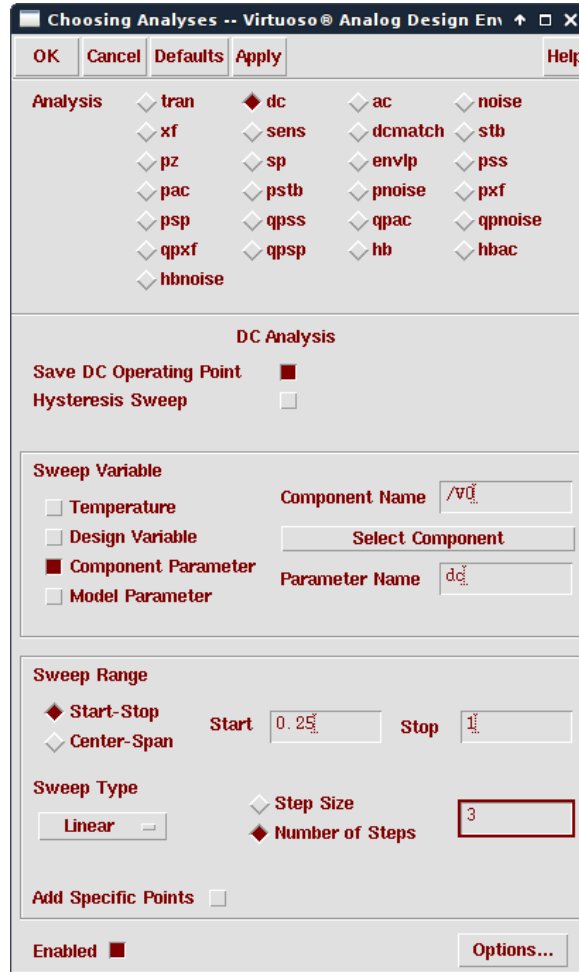 Choosing Analyses -- Virtuoso® Analog Design Env
OK Cancel Defaults Apply Help
Analysis tran dc ac noise
xf sens dcmatch stb
pz sp envlp pss
pac pstb pnoise pxf
psp qpss qpac qpnoise
qpxf qpsp hb hbac
hbnoise
DC Analysis
Save DC Operating Point
Hysteresis Sweep
Sweep Variable
Temperature
Design Variable
Component Parameter
Model Parameter
Component Name /V0
Select Component
Parameter Name dc
Sweep Range
Start-Stop
Center-Span
Start 0.25 Stop 1
Sweep Type
Linear
Step Size
Number of Steps
3
Add Specific Points
Enabled Options...